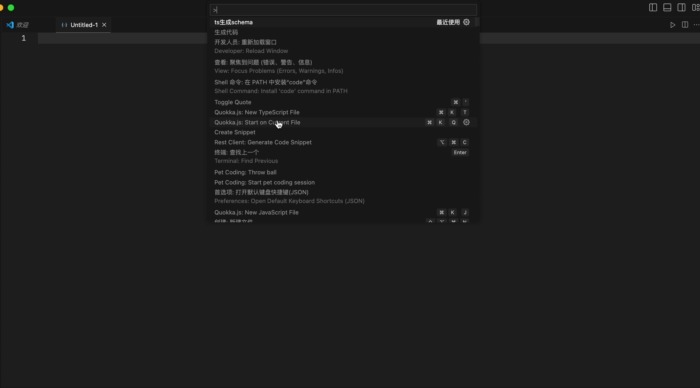 >
欢迎
Untitled-1
1
ts生成schema 最近使用
生成代码
开发人员: 重新加载窗口
Developer: Reload Window
查看: 聚焦到问题 (错误、警告、信息)
View: Focus Problems (Errors, Warnings, Infos)
Shell 命令: 在 PATH 中安装"code"命令
Shell Command: Install 'code' command in PATH
Toggle Quote ⌘ '
Quokka.js: New TypeScript File ⌘ K T
Quokka.js: Start on Current File ⌘ K Q
Create Snippet
Rest Client: Generate Code Snippet ⌥ ⌘ C
终端: 查找上一个 Enter
Terminal: Find Previous
Pet Coding: Throw ball
Pet Coding: Start pet coding session
首选项: 打开默认键盘快捷键(JSON)
Preferences: Open Default Keyboard Shortcuts (JSON)
Quokka.js: New JavaScript File ⌘ K J